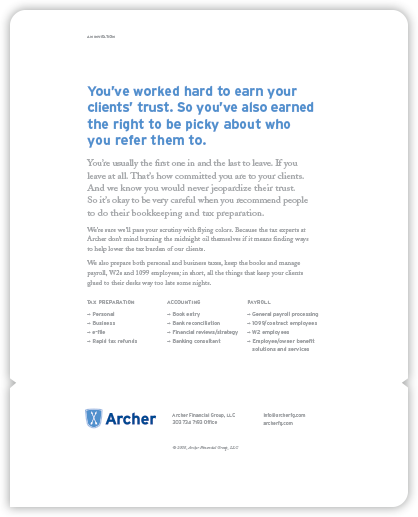 You've worked hard to earn your
clients' trust. So you've also earned
the right to be picky about who
you refer them to.
You're usually the first one in and the last to leave. If you
leave at all. That's how committed you are to your clients.
And we know you would never jeopardize their trust.
So it's okay to be very careful when you recommend people
to do their bookkeeping and tax preparation.
We're sure we'll pass your scrutiny with flying colors. Because the tax experts at
Archer don't mind burning the midnight oil themselves if it means finding ways
to help lower the tax burden of our clients.
We also prepare both personal and business taxes, keep the books and manage
payroll, W2s and 1099 employees; in short, all the things that keep your clients
glued to their desks way too late some nights.
TAX PREPARATION
→ Personal
→ Business
→ e-file
→ Rapid tax refunds
ACCOUNTING
→ Book entry
→ Bank reconciliation
→ Financial reviews/strategy
→ Banking consultant
PAYROLL
→ General payroll processing
→ 1099/contract employees
→ W2 employees
→ Employee/owner benefit
solutions and services
Archer
Archer Financial Group, LLC
303 734 7193 Office
info@archerfg.com
archerfg.com
Archer Financial Group, LLC